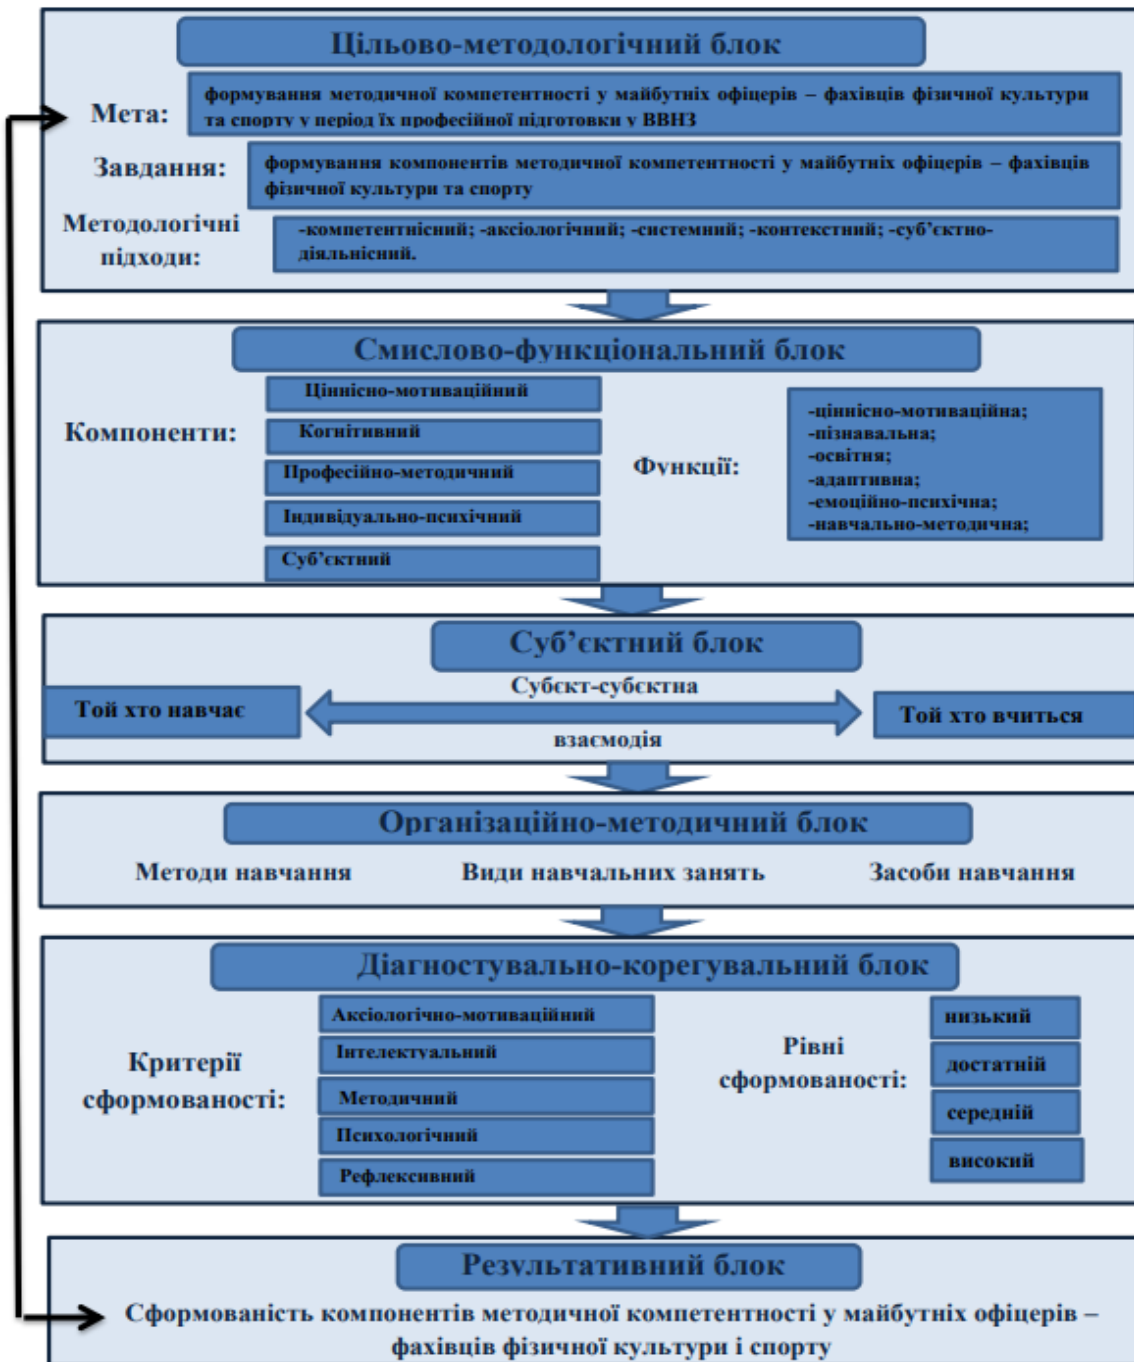 Цільово-методологічний блок
Мета:
формування методичної компетентності у майбутніх офіцерів – фахівців фізичної культури
та спорту у період їх професійної підготовки у ВВНЗ
Завдання:
формування компонентів методичної компетентності у майбутніх офіцерів – фахівців
фізичної культури та спорту
Методологічні
підходи:
-компетентнісний; -аксіологічний; -системний; -контекстний; -суб’єктно-
діяльнісний.
Смислово-функціональний блок
Компоненти:
Ціннісно-мотиваційний
Когнітивний
Професійно-методичний
Індивідуально-психічний
Суб’єктний
Функції:
-ціннісно-мотиваційна;
-пізнавальна;
-освітня;
-адаптивна;
-емоційно-психічна;
-навчально-методична;
Суб’єктний блок
Той хто навчає
Субєкт-субєктна
взаємодія
Той хто вчиться
Організаційно-методичний блок
Методи навчання
Види навчальних занять
Засоби навчання
Діагностувально-корегувальний блок
Критерії
сформованості:
Аксіологічно-мотиваційний
Інтелектуальний
Методичний
Психологічний
Рефлексивний
Рівні
сформованості:
низький
достатній
середній
високий
Результативний блок
Сформованість компонентів методичної компетентності у майбутніх офіцерів –
фахівців фізичної культури і спорту